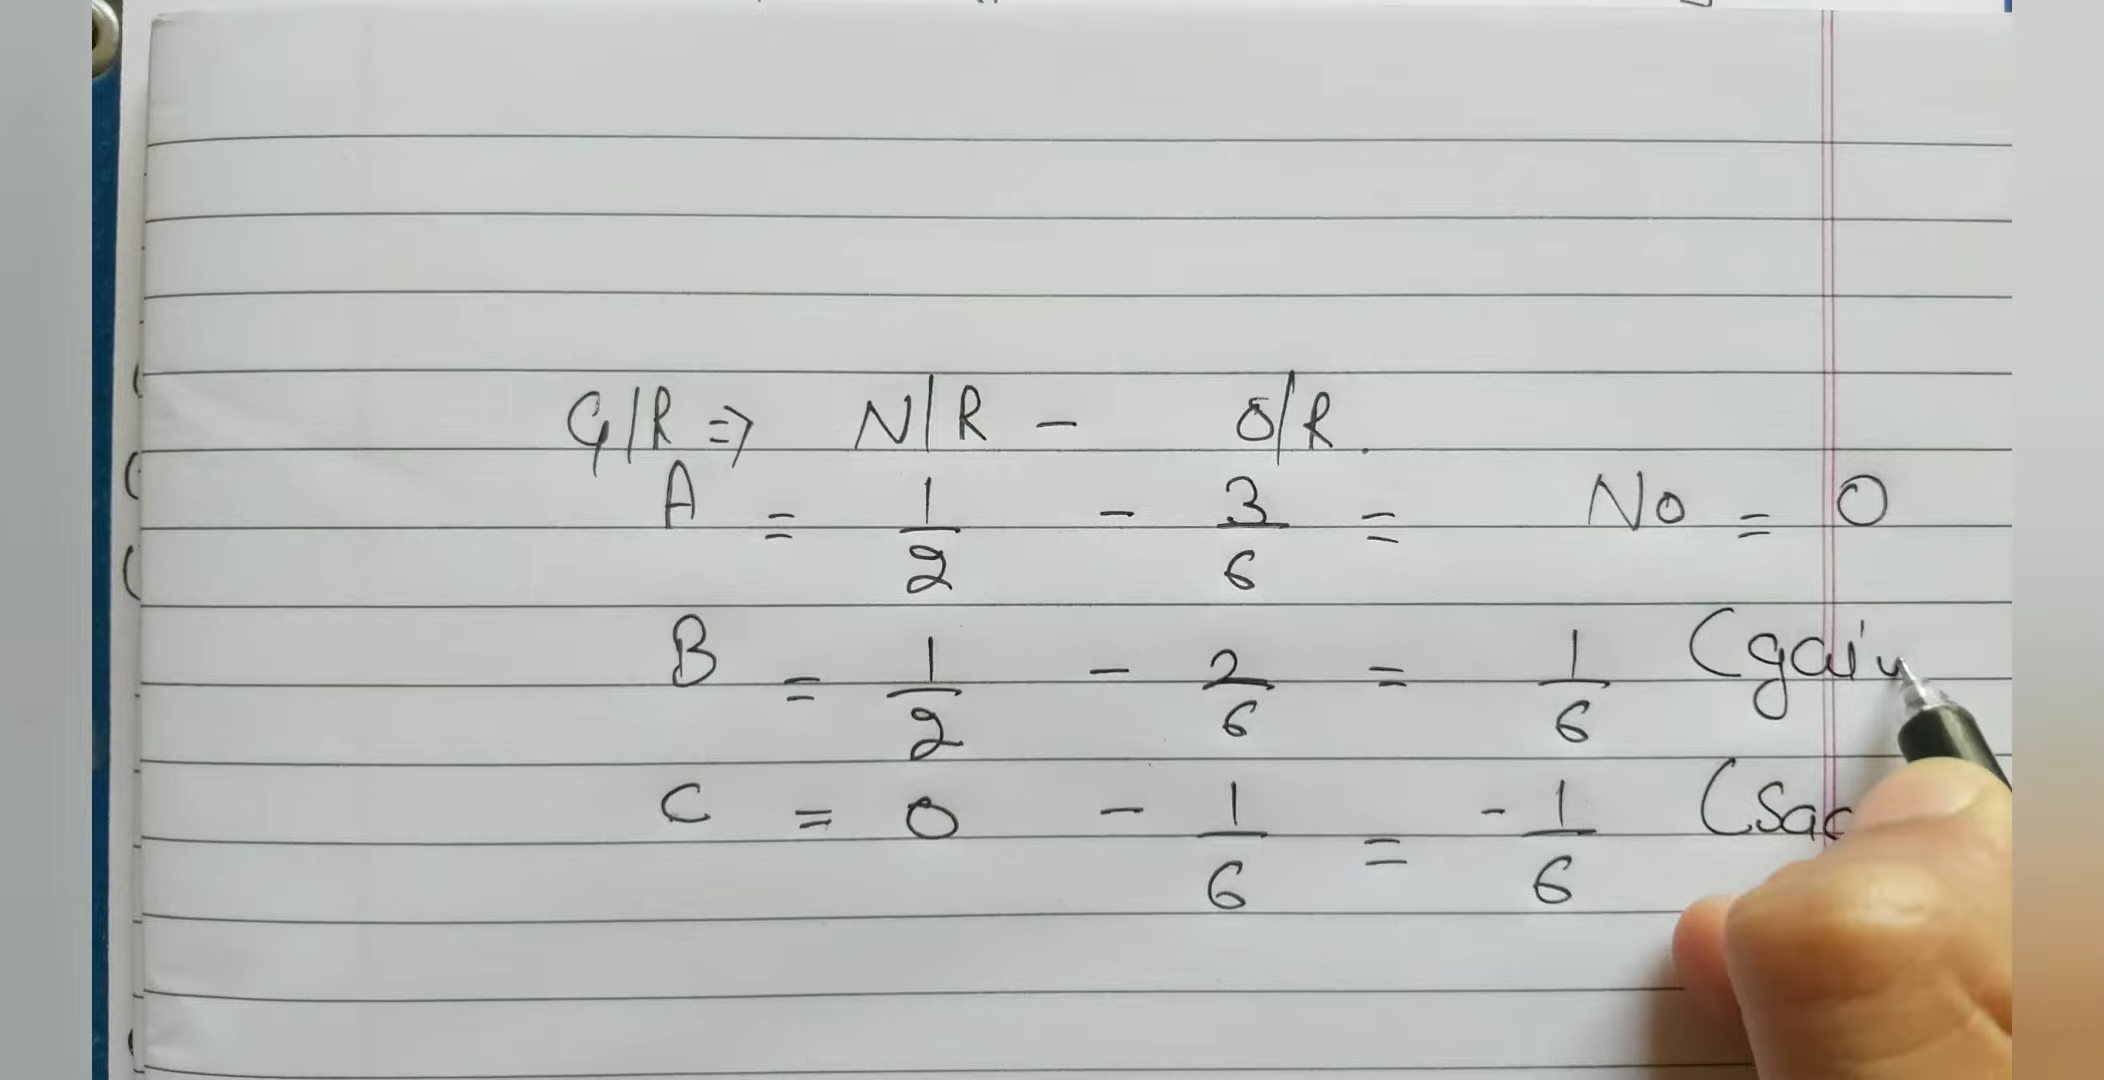 G/R ⇒ N/R - O/R.
A = 1/2 - 3/6 = No = 0
B = 1/2 - 2/6 = 1/6 (gain
C = 0 - 1/6 = -1/6 (Sac